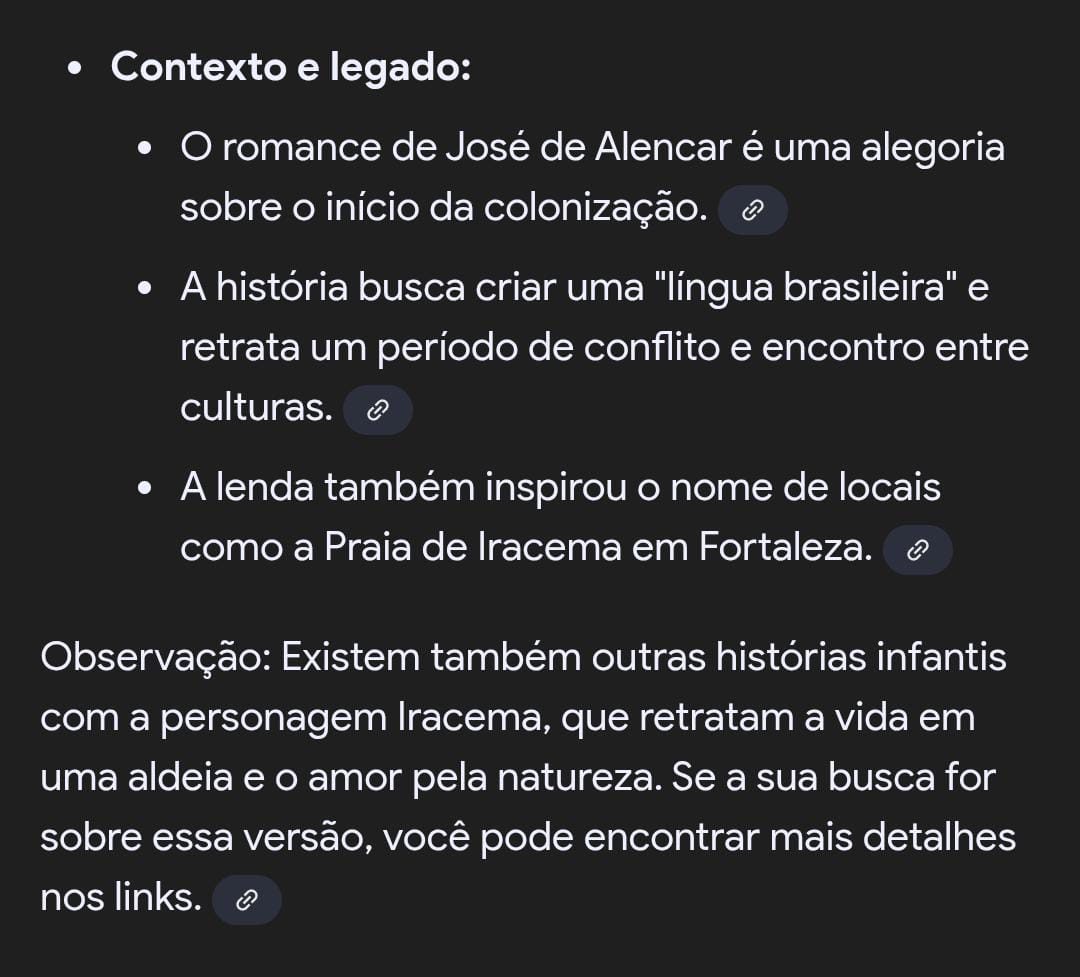 Contexto e legado:
O romance de José de Alencar é uma alegoria
sobre o início da colonização.
A história busca criar uma "língua brasileira" e
retrata um período de conflito e encontro entre
culturas.
A lenda também inspirou o nome de locais
como a Praia de Iracema em Fortaleza.
Observação: Existem também outras histórias infantis
com a personagem Iracema, que retratam a vida em
uma aldeia e o amor pela natureza. Se a sua busca for
sobre essa versão, você pode encontrar mais detalhes
nos links.